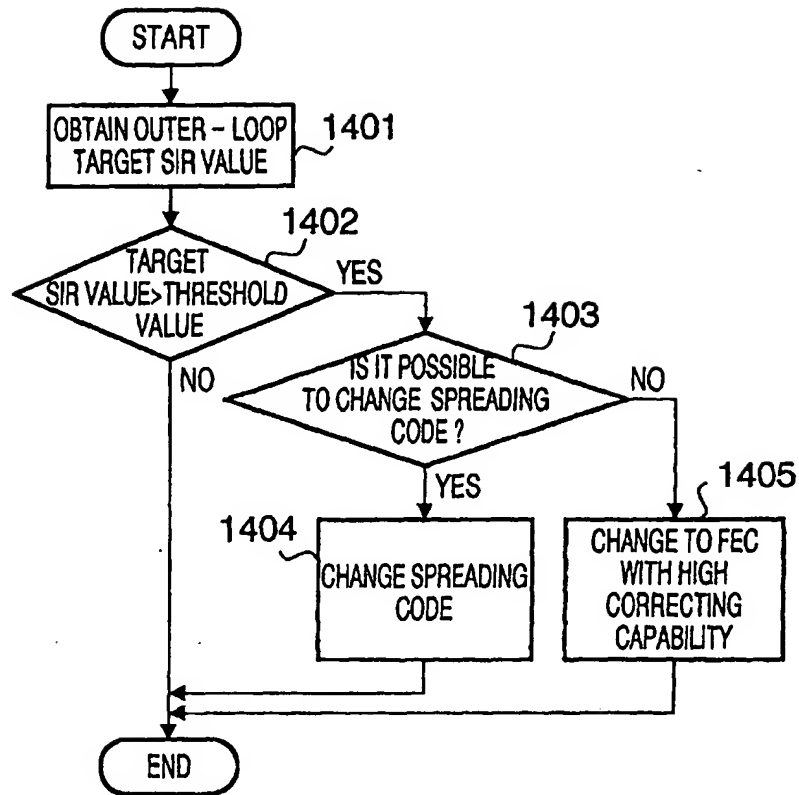 START
OBTAIN OUTER - LOOP
TARGET SIR VALUE
1401
1402
TARGET
SIR VALUE>THRESHOLD
VALUE
YES
NO
1403
IS IT POSSIBLE
TO CHANGE SPREADING
CODE ?
NO
YES
1404
CHANGE SPREADING
CODE
1405
CHANGE TO FEC
WITH HIGH
CORRECTING
CAPABILITY
END